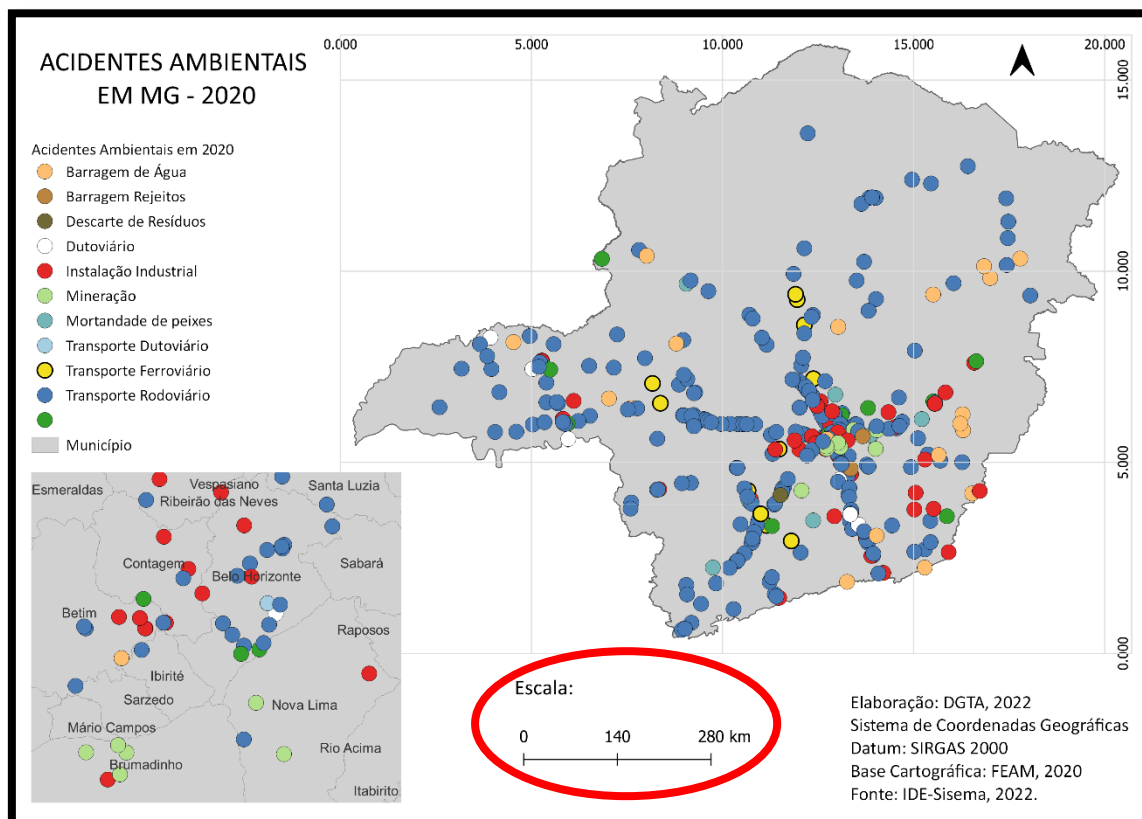 ACIDENTES AMBIENTAIS
EM MG - 2020
0.000 5.000 10.000 15.000 20.000
15.000
10.000
5.000
0.000
Acidentes Ambientais em 2020
Barragem de Água
Barragem Rejeitos
Descarte de Resíduos
Dutoviário
Instalação Industrial
Mineração
Mortandade de peixes
Transporte Dutoviário
Transporte Ferroviário
Transporte Rodoviário
Município
Esmeraldas
Vespasiano
Ribeirão das Neves
Santa Luzia
Contagem
Belo Horizonte
Sabará
Betim
Raposos
Ibirité
Sarzedo
Nova Lima
Mário Campos
Brumadinho
Rio Acima
Itabirito
Escala:
0 140 280 km
Elaboração: DGTA, 2022
Sistema de Coordenadas Geográficas
Datum: SIRGAS 2000
Base Cartográfica: FEAM, 2020
Fonte: IDE-Sisema, 2022.